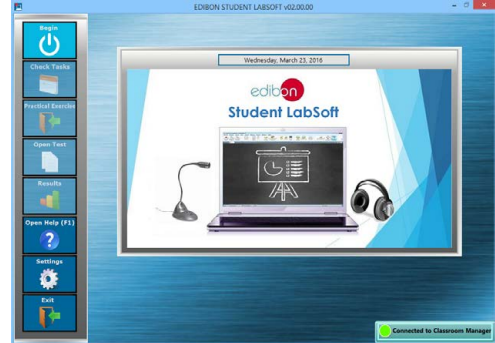 EDIBON STUDENT LABSOFT v02.00.00
Begin
Check Tasks
Practical Exercies
Open Test
Results
Open Help (F1)
Settings
Exit
Wednesday, March 23, 2016
edibon
Student LabSoft
Connected to Classroom Manager